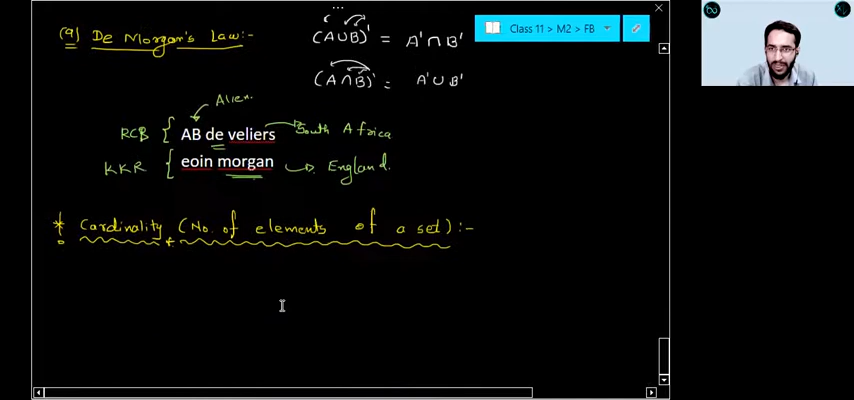 (9) De Morgan's Law:-
(A∪B)' = A'∩B'
(A∩B)' = A'∪B'
Class 11 > M2 > FB
Alien.
RCB { AB de veliers → South Africa
KKR { eoin morgan → England.
* Cardinality (No. of elements of a set) :-